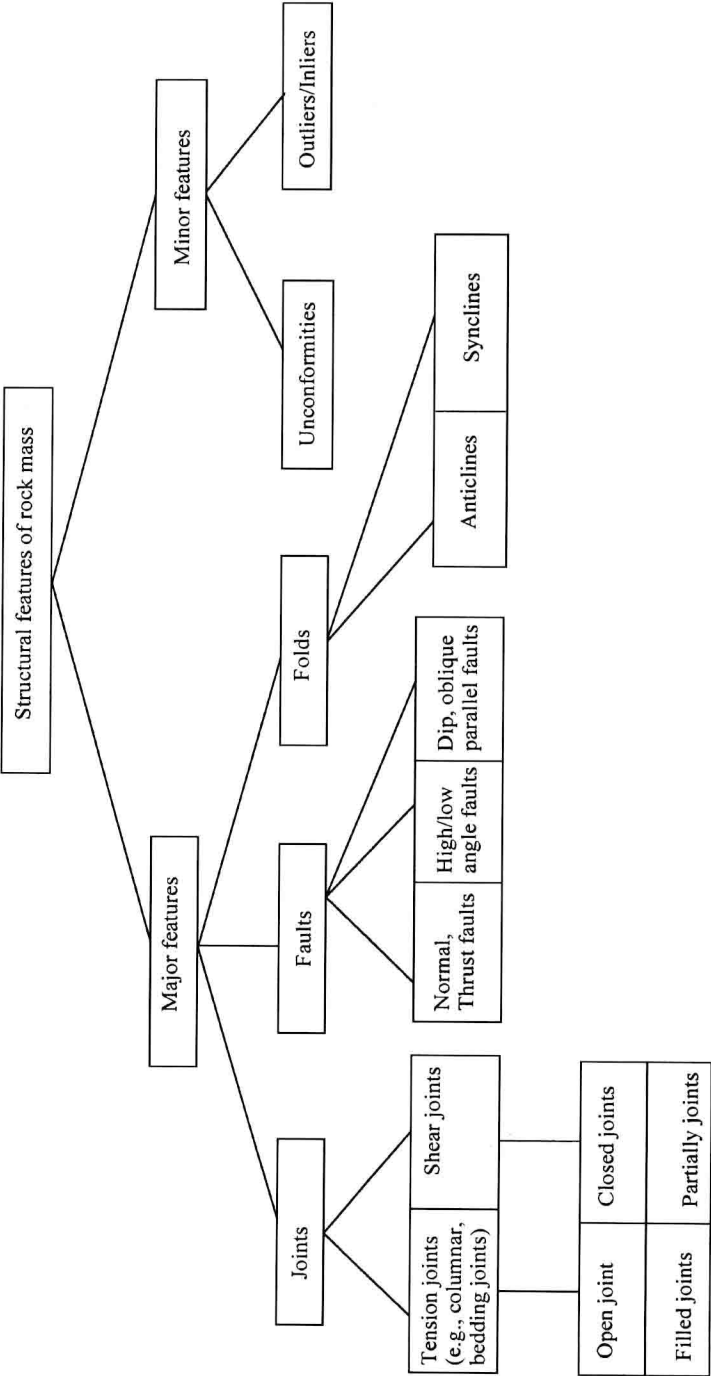 Structural features of rock mass
Major features
Minor features
Joints
Faults
Folds
Unconformities
Outliers/Inliers
Tension joints
(e.g., columnar,
bedding joints)
Shear joints
Normal,
Thrust faults
High/low
angle faults
Dip, oblique
parallel faults
Anticlines
Synclines
Open joint
Closed joints
Filled joints
Partially joints